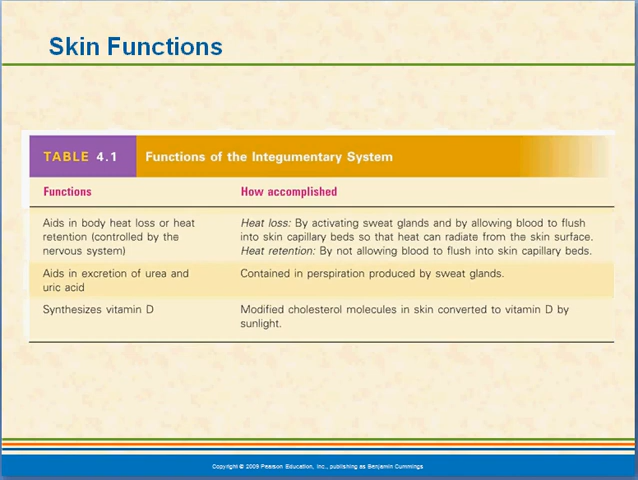 Skin Functions
TABLE 4.1 Functions of the Integumentary System
Functions How accomplished
Aids in body heat loss or heat Heat loss: By activating sweat glands and by allowing blood to flush
retention (controlled by the into skin capillary beds so that heat can radiate from the skin surface.
nervous system) Heat retention: By not allowing blood to flush into skin capillary beds.
Aids in excretion of urea and Contained in perspiration produced by sweat glands.
uric acid
Synthesizes vitamin D Modified cholesterol molecules in skin converted to vitamin D by
sunlight.
Copyright © 2009 Pearson Education, Inc., publishing as Benjamin Cummings